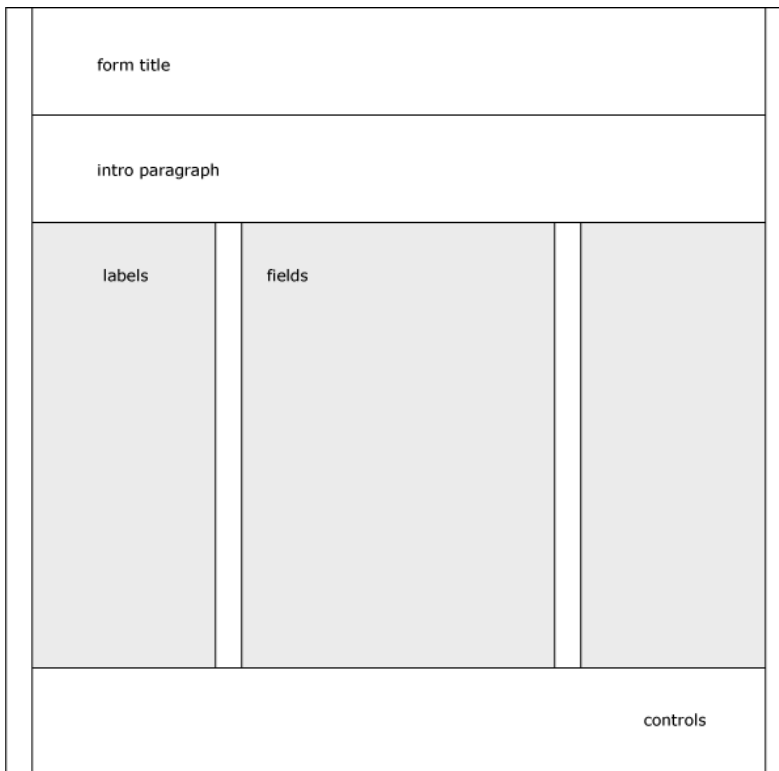 form title
intro paragraph
labels
fields
controls